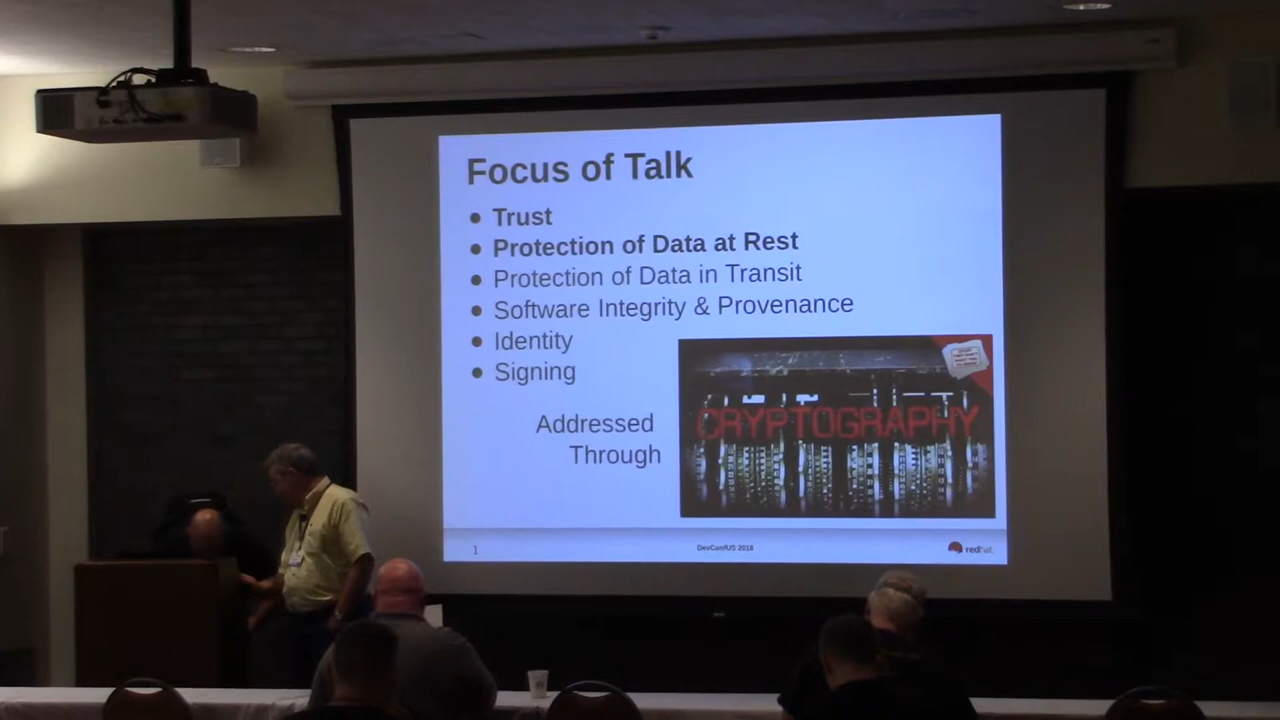 Focus of Talk
● Trust
● Protection of Data at Rest
● Protection of Data in Transit
● Software Integrity & Provenance
● Identity
● Signing
Addressed
Through
CRYPTOGRAPHY
1
DevConfUS 2018
redhat.